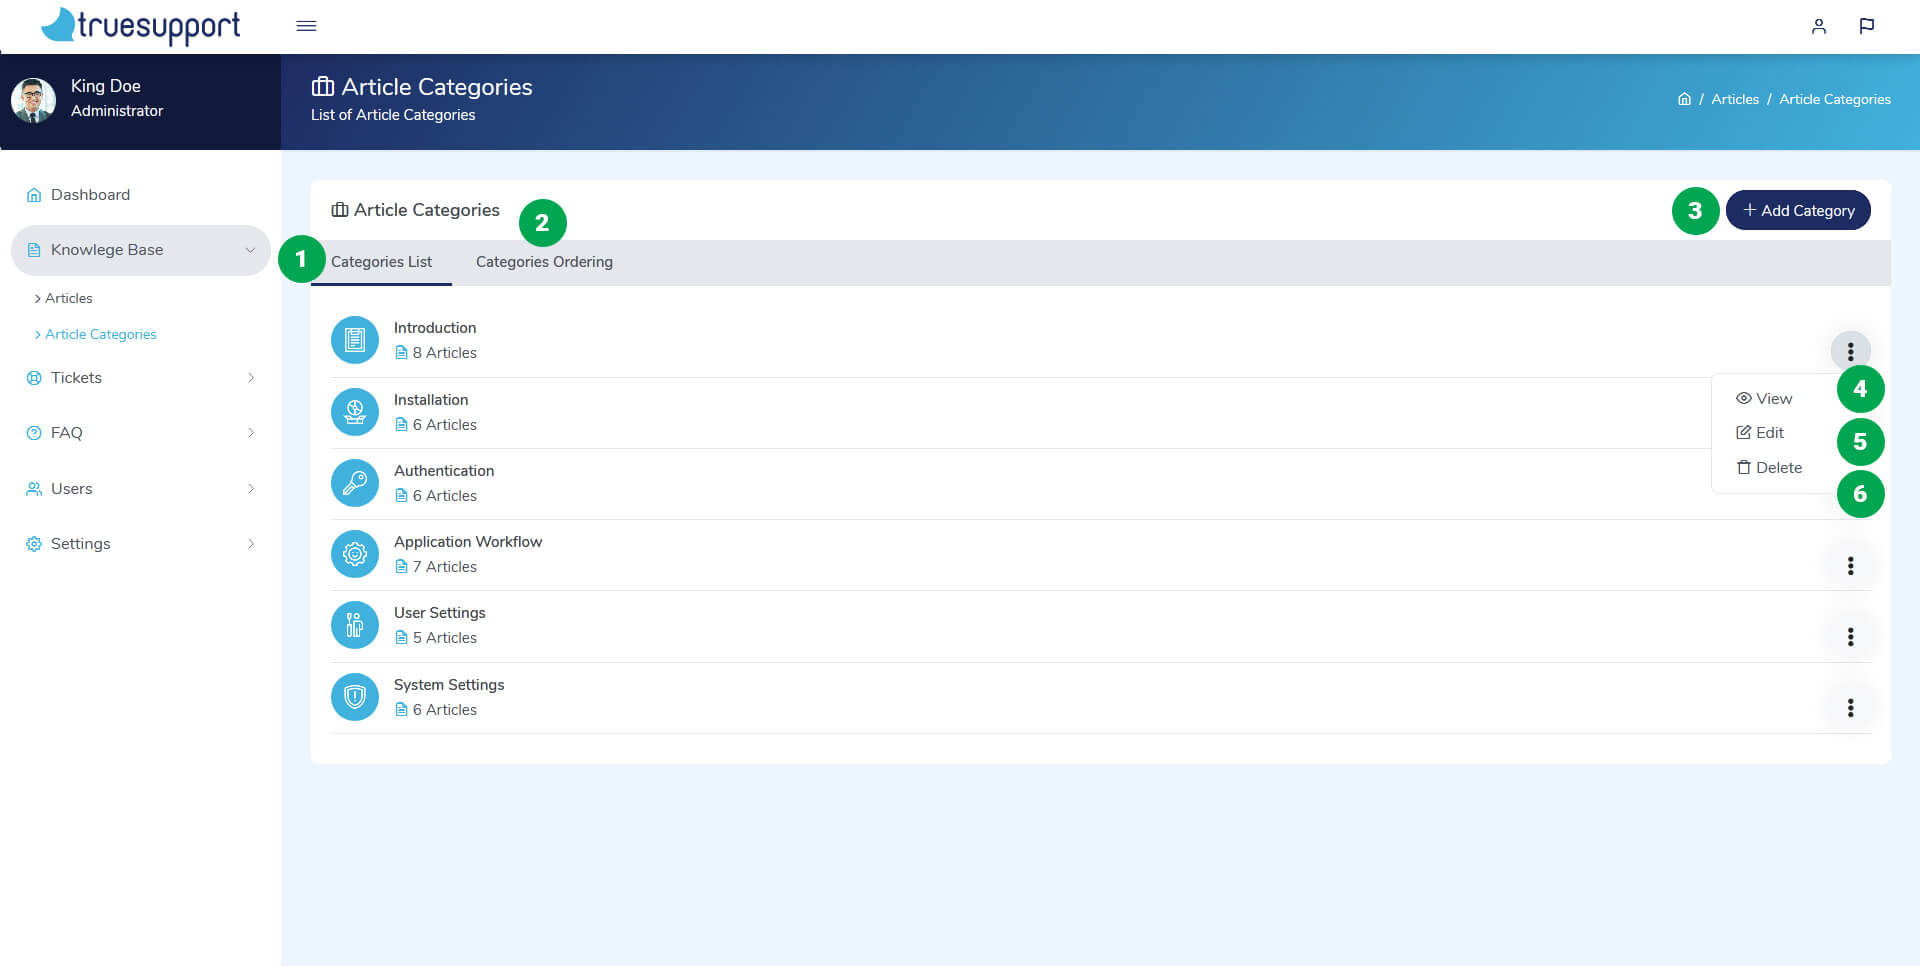 truesupport
King Doe
Administrator
Article Categories
List of Article Categories
/ Articles / Article Categories
Dashboard
Knowlege Base
Articles
Article Categories
Tickets
FAQ
Users
Settings
Article Categories
2
3
+ Add Category
1
Categories List
Categories Ordering
Introduction
8 Articles
Installation
6 Articles
Authentication
6 Articles
Application Workflow
7 Articles
User Settings
5 Articles
System Settings
6 Articles
View
4
Edit
5
Delete
6